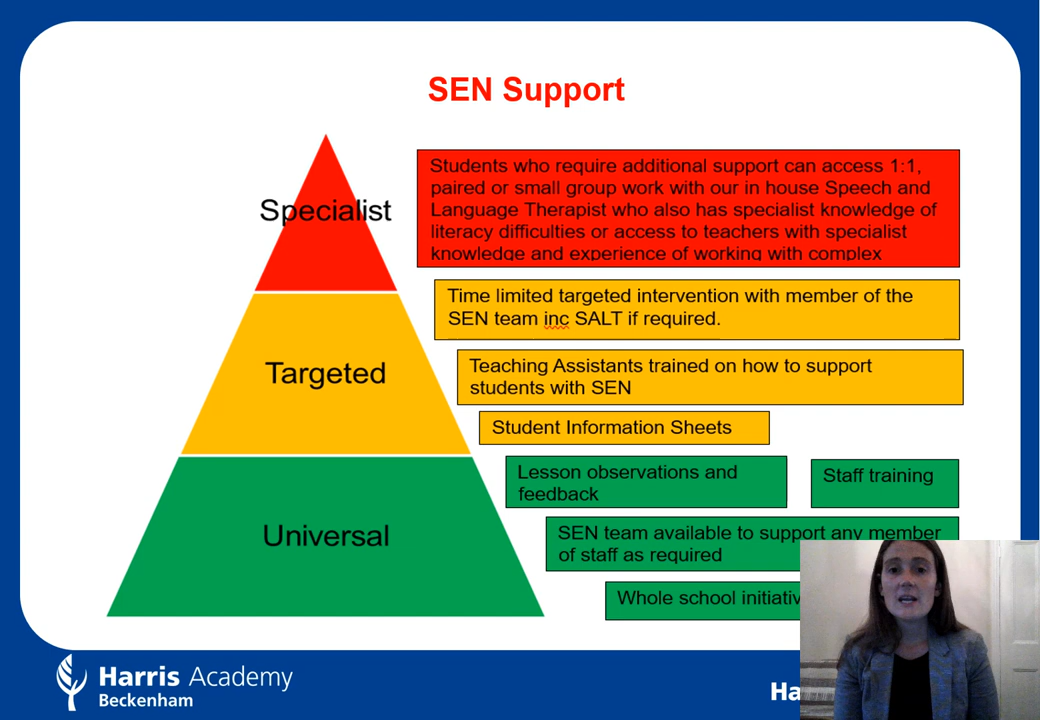 SEN Support
Specialist
Students who require additional support can access 1:1,
paired or small group work with our in house Speech and
Language Therapist who also has specialist knowledge of
literacy difficulties or access to teachers with specialist
knowledge and experience of working with complex
Targeted
Time limited targeted intervention with member of the
SEN team inc SALT if required.
Teaching Assistants trained on how to support
students with SEN
Student Information Sheets
Universal
Lesson observations and
feedback
Staff training
SEN team available to support any member
of staff as required
Whole school
Harris Academy
Beckenham